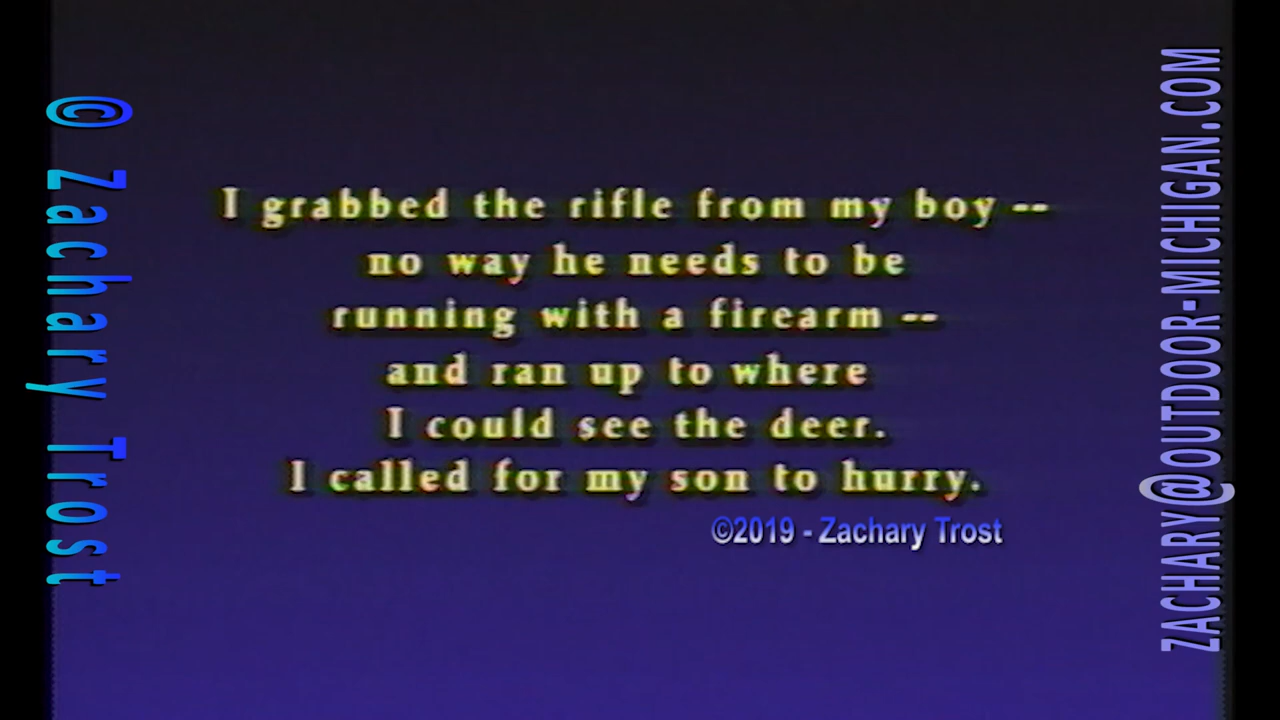 © Zachary Trost
I grabbed the rifle from my boy --
no way he needs to be
running with a firearm --
and ran up to where
I could see the deer.
I called for my son to hurry.
©2019 - Zachary Trost
ZACHARY@OUTDOOR-MICHIGAN.COM